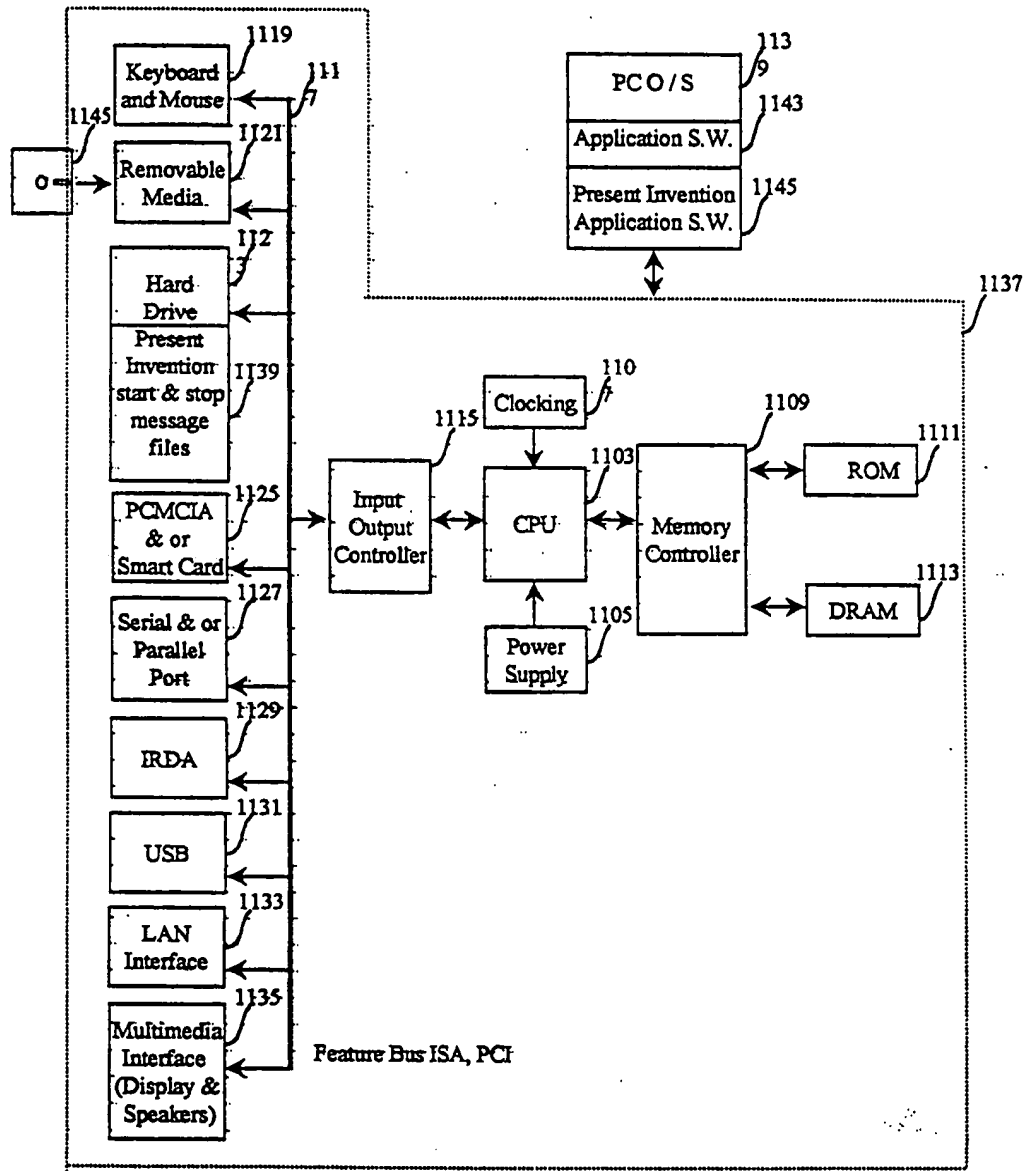 1119
Keyboard
and Mouse
111
7
1145
1121
Removable
Media
112
3
Hard
Drive
Present
Invention
start & stop
message
files
1139
1125
PCMCIA
& or
Smart Card
1127
Serial & or
Parallel
Port
1129
IRDA
1131
USB
1133
LAN
Interface
1135
Multimedia
Interface
(Display &
Speakers)
Feature Bus ISA, PCI
113
9
PC O / S
1143
Application S.W.
1145
Present Invention
Application S.W.
1137
110
7
Clocking
1115
Input
Output
Controller
1103
CPU
1105
Power
Supply
1109
Memory
Controller
1111
ROM
1113
DRAM